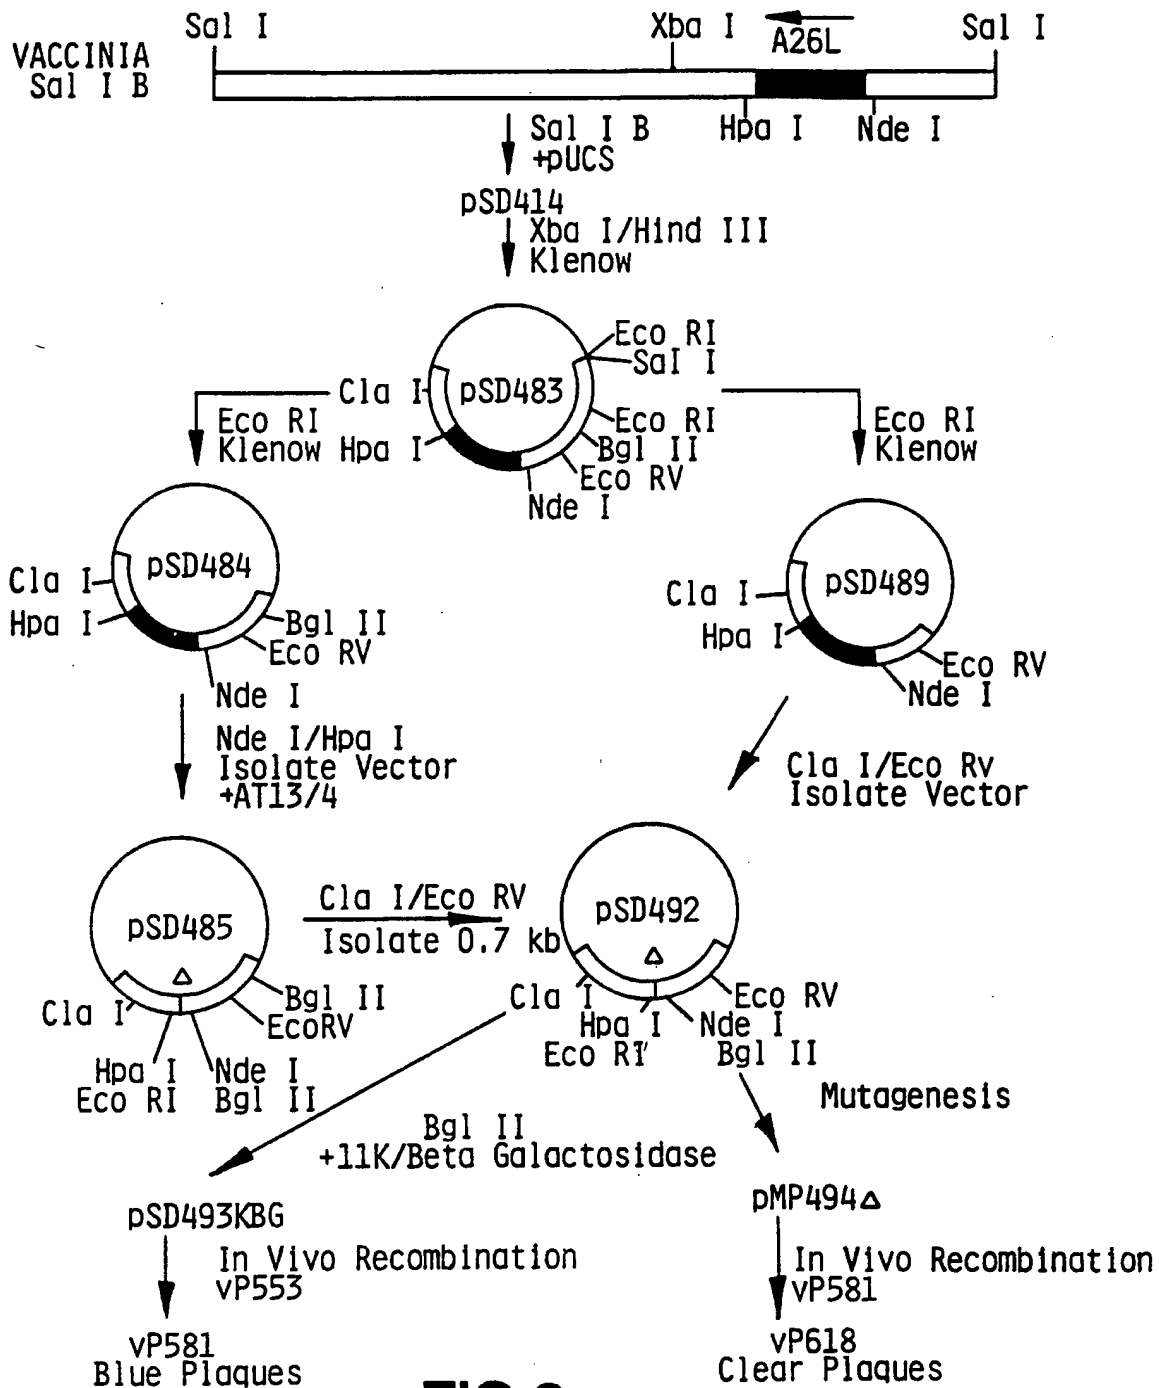 Sal I
Xba I
A26L
Sal I
VACCINIA
Sal I B
Hpa I
Nde I
Sal I B
+pUCS
pSD414
Xba I/Hind III
Klenow
pSD483
Eco RI
Sal I
Cla I
Hpa I
Eco RI
Bgl II
Eco RV
Nde I
Eco RI
Klenow
Eco RI
Klenow
pSD484
Cla I
Hpa I
Bgl II
Eco RV
Nde I
pSD489
Cla I
Hpa I
Eco RV
Nde I
Nde I/Hpa I
Isolate Vector
+AT13/4
Cla I/Eco Rv
Isolate Vector
pSD485
Δ
Cla I
Bgl II
EcoRV
Hpa I
Nde I
Eco RI
Bgl II
Cla I/Eco RV
Isolate 0.7 kb
pSD492
Δ
Cla I
Eco RV
Hpa I
Nde I
Eco RI
Bgl II
Bgl II
+11K/Beta Galactosidase
Mutagenesis
pSD493KBG
pMP494Δ
In Vivo Recombination
vP553
In Vivo Recombination
vP581
vP581
Blue Plaques
vP618
Clear Plaques